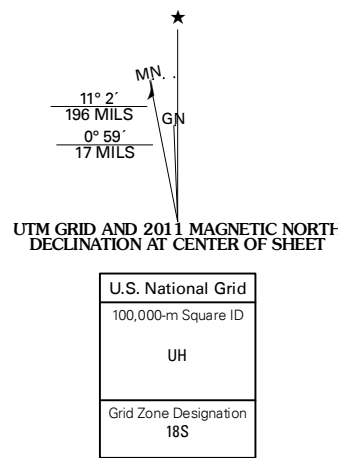 ★
MN
11° 2´
196 MILS
GN
0° 59´
17 MILS
UTM GRID AND 2011 MAGNETIC NORTH
DECLINATION AT CENTER OF SHEET
U.S. National Grid
100,000-m Square ID
UH
Grid Zone Designation
18S